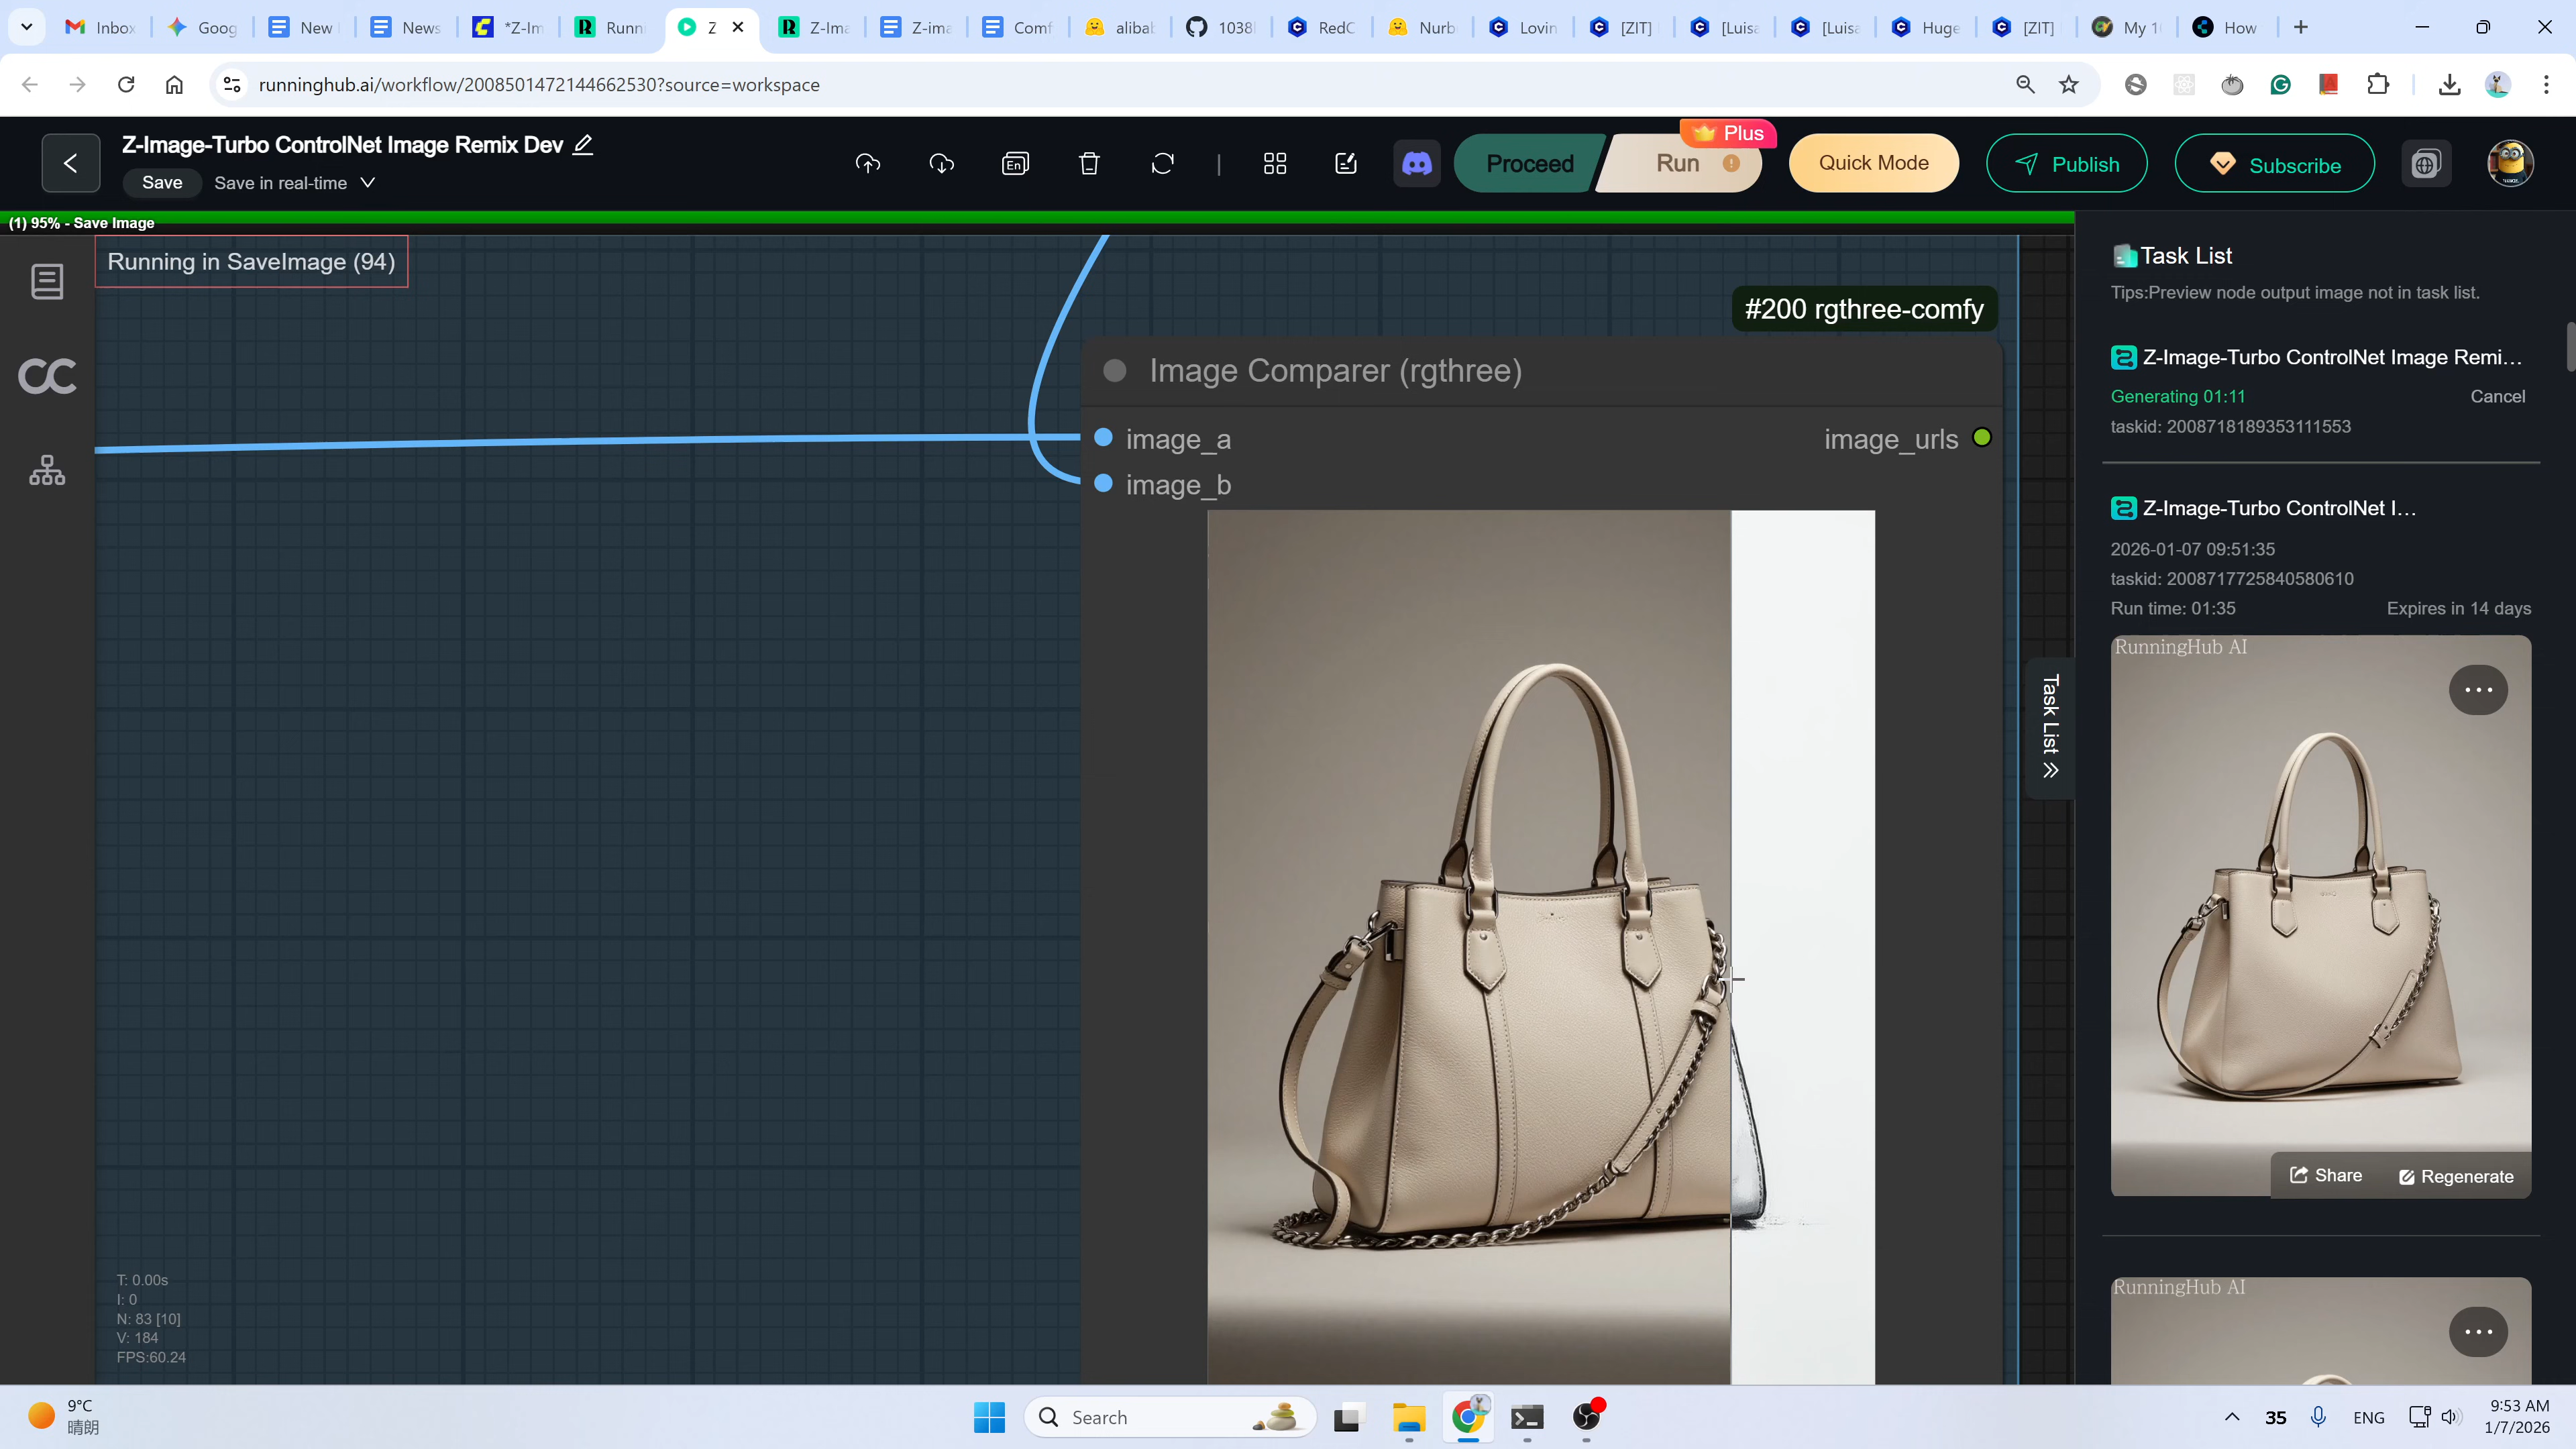 Inbox
Goog
New
News
*Z-Im
Runn
Z
Z-Ima
Z-ima
Comf
alibab
1038
RedC
Nurb
Lovin
[ZIT]
[Luisa
[Luisa
Huge
[ZIT]
My 1
How
runninghub.ai/workflow/2008501472144662530?source=workspace
Z-Image-Turbo ControlNet Image Remix Dev
Save
Save in real-time
En
Proceed
Run
Plus
Quick Mode
Publish
Subscribe
(1) 95% - Save Image
Running in SaveImage (94)
#200 rgthree-comfy
Image Comparer (rgthree)
image_a
image_urls
image_b
T: 0.00s
I: 0
N: 83 [10]
V: 184
FPS:60.24
Task List
Task List
Tips:Preview node output image not in task list.
Z-Image-Turbo ControlNet Image Remi...
Generating 01:11
Cancel
taskid: 2008718189353111553
Z-Image-Turbo ControlNet I...
2026-01-07 09:51:35
taskid: 2008717725840580610
Run time: 01:35
Expires in 14 days
RunningHub AI
Share
Regenerate
RunningHub AI
9°C
晴朗
Search
35
ENG
9:53 AM
1/7/2026